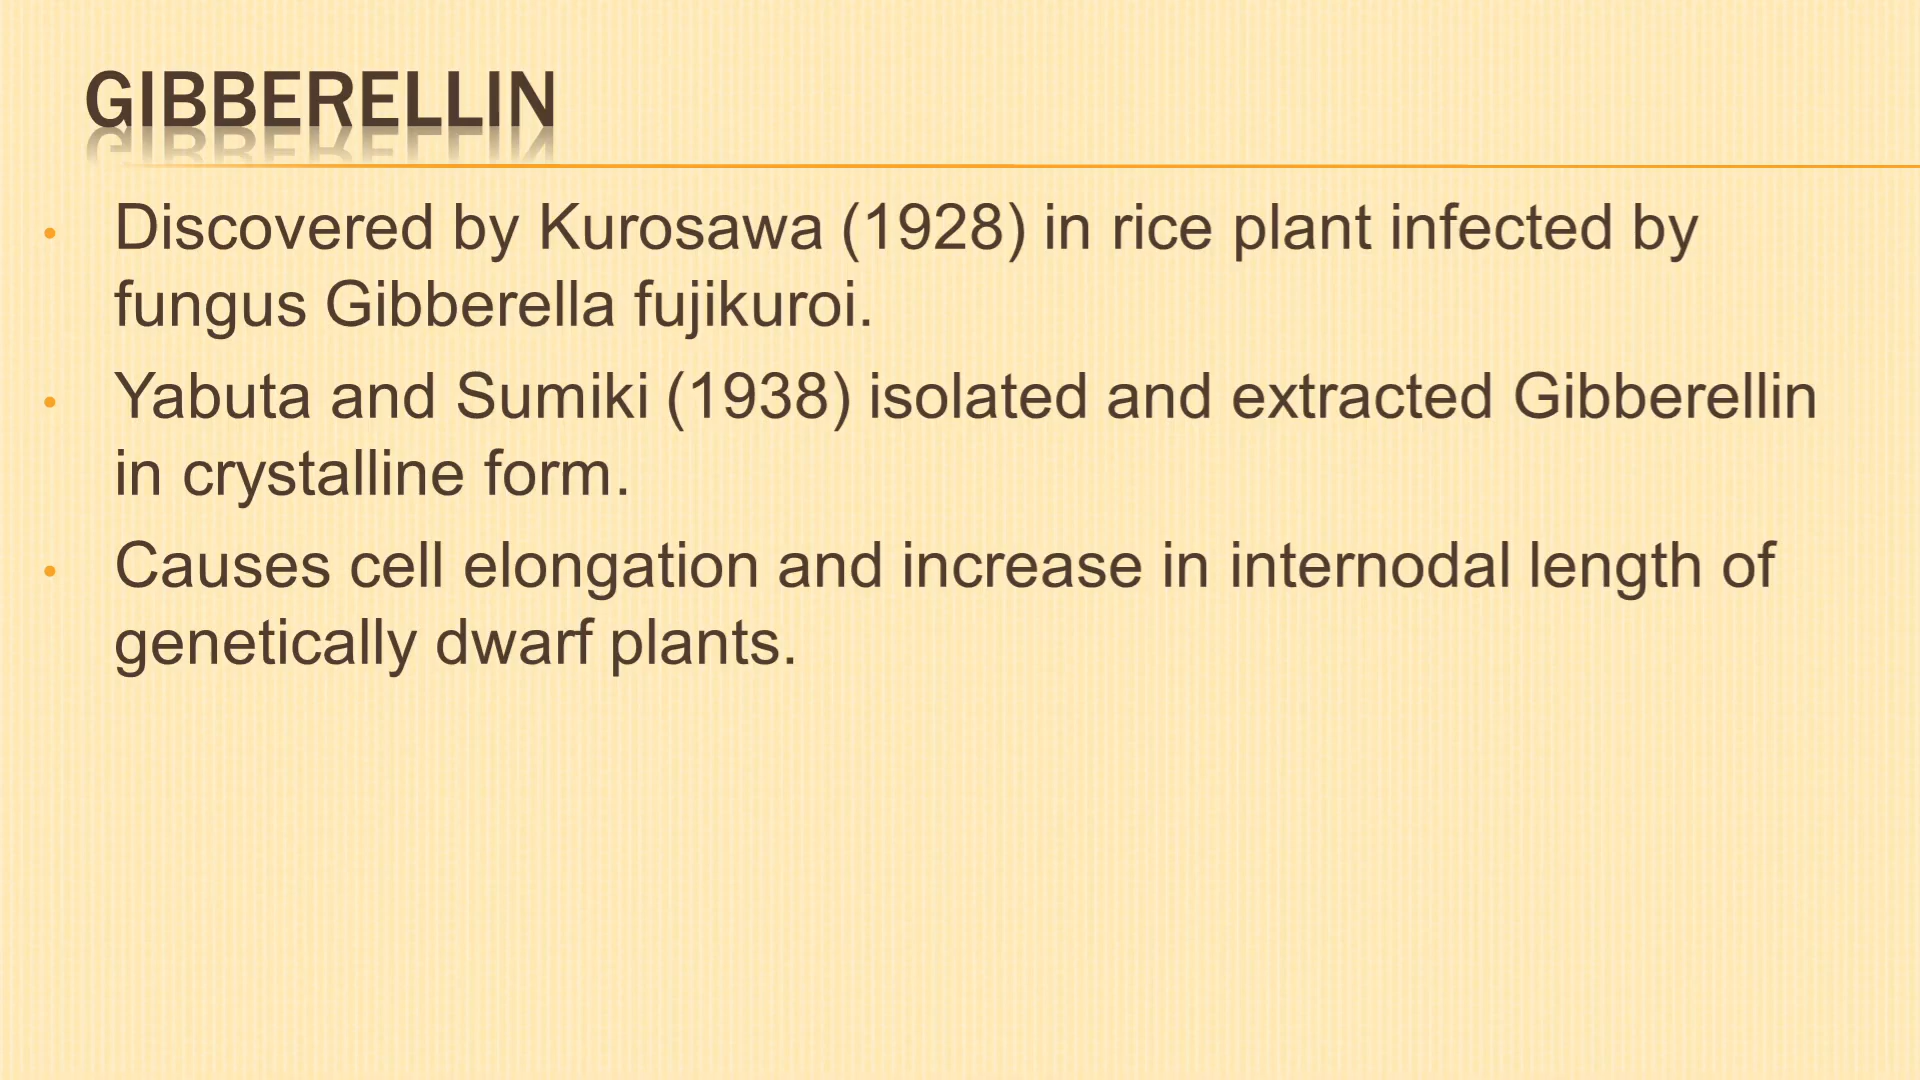 GIBBERELLIN
• Discovered by Kurosawa (1928) in rice plant infected by
fungus Gibberella fujikuroi.
• Yabuta and Sumiki (1938) isolated and extracted Gibberellin
in crystalline form.
• Causes cell elongation and increase in internodal length of
genetically dwarf plants.